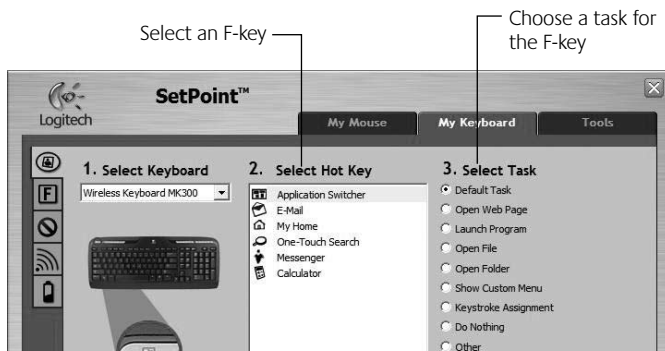 Select an F-key
Choose a task for
the F-key
Logitech
SetPoint™
My Mouse
My Keyboard
Tools
1. Select Keyboard
Wireless Keyboard MK300
2. Select Hot Key
Application Switcher
E-Mail
My Home
One-Touch Search
Messenger
Calculator
3. Select Task
Default Task
Open Web Page
Launch Program
Open File
Open Folder
Show Custom Menu
Keystroke Assignment
Do Nothing
Other
F